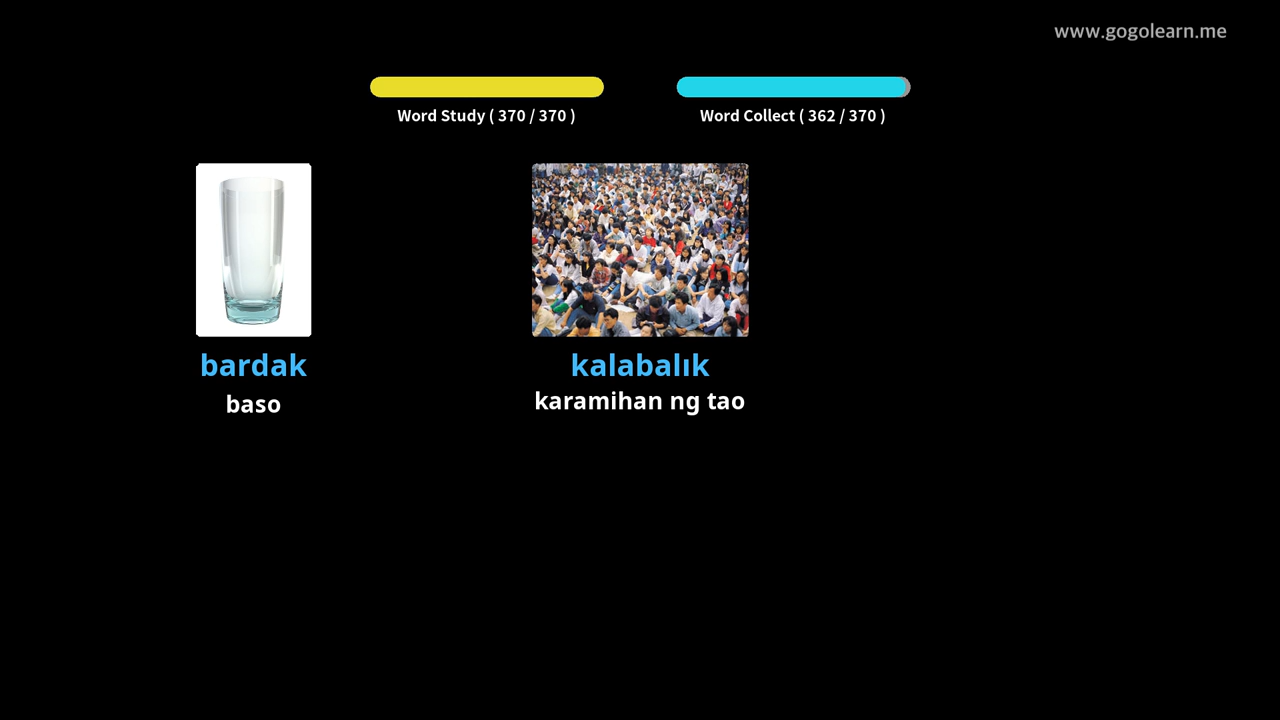 www.gogolearn.me
Word Study ( 370 / 370 )
Word Collect ( 362 / 370 )
bardak
baso
kalabalık
karamihan ng tao